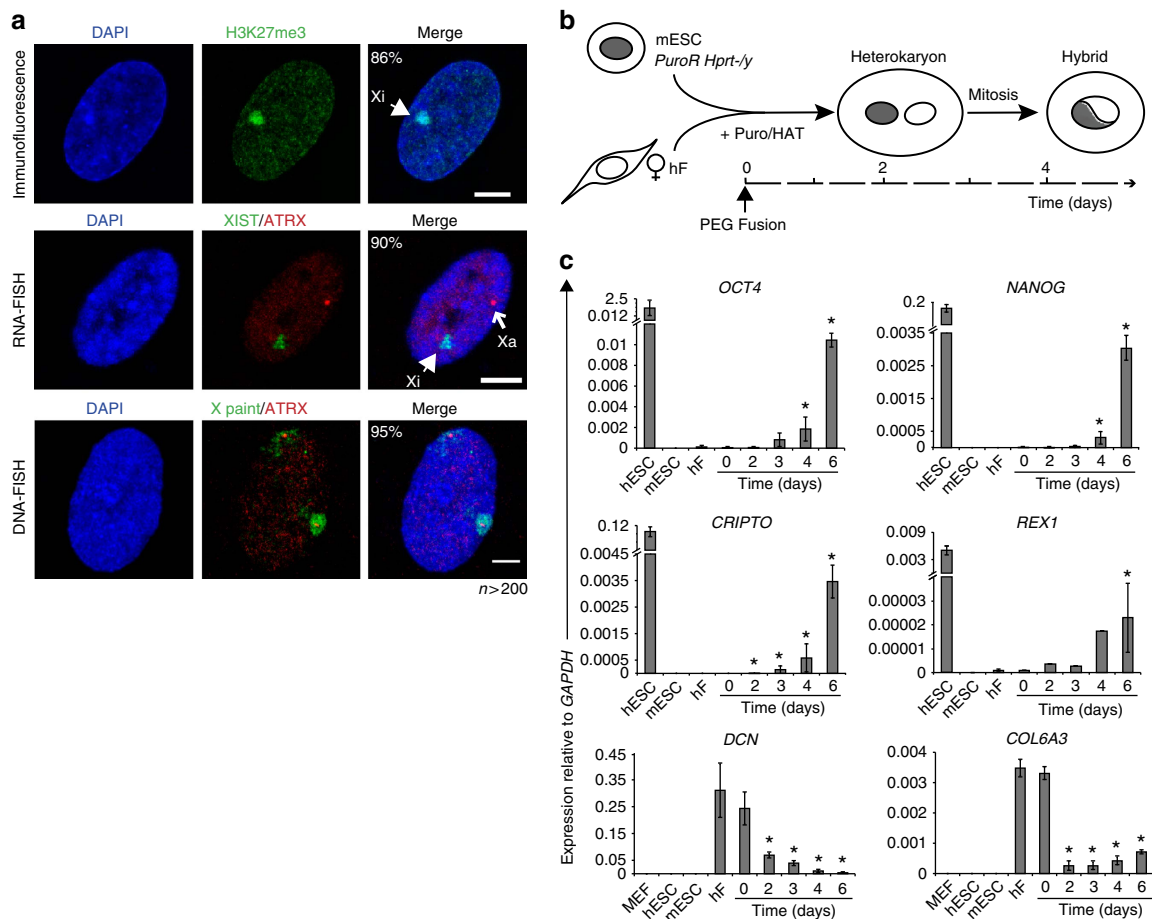 a
DAPI
H3K27me3
Merge
Immunofluorescence
86%
Xi
DAPI
XIST/ATRX
Merge
RNA-FISH
90%
Xa
Xi
DAPI
X paint/ATRX
Merge
DNA-FISH
95%
n>200
b
mESC
PuroR Hprt-/y
Heterokaryon
Hybrid
Mitosis
+ Puro/HAT
♀ hF
0 2 4
Time (days)
PEG Fusion
c
Expression relative to GAPDH
OCT4
2.5
0.012
0.01
0.008
0.006
0.004
0.002
0
* *
hESC mESC hF 0 2 3 4 6
Time (days)
NANOG
0.2
0.0035
0.0025
0.0015
0.0005
0
* *
hESC mESC hF 0 2 3 4 6
Time (days)
CRIPTO
0.12
0.0045
0.0035
0.0025
0.0015
0.0005
* * * *
hESC mESC hF 0 2 3 4 6
Time (days)
REX1
0.009
0.003
0.00003
0.00002
0.00001
0
*
hESC mESC hF 0 2 3 4 6
Time (days)
DCN
0.45
0.35
0.25
0.15
0.05
0
* * * *
MEF hESC mESC hF 0 2 3 4 6
Time (days)
COL6A3
0.004
0.003
0.002
0.001
0
* * * *
MEF hESC mESC hF 0 2 3 4 6
Time (days)